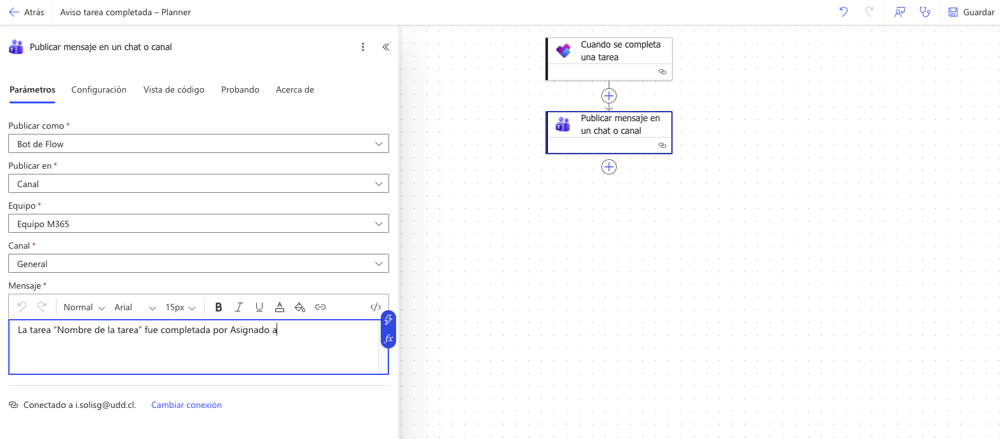 Atrás
Aviso tarea completada – Planner
Guardar
Publicar mensaje en un chat o canal
Parámetros
Configuración
Vista de código
Probando
Acerca de
Publicar como *
Bot de Flow
Publicar en *
Canal
Equipo *
Equipo M365
Canal *
General
Mensaje *
Normal
Arial
15px
B
I
U
A
</>
La tarea “Nombre de la tarea” fue completada por Asignado a
fx
Conectado a i.solisg@udd.cl.
Cambiar conexión
Cuando se completa
una tarea
Publicar mensaje en
un chat o canal